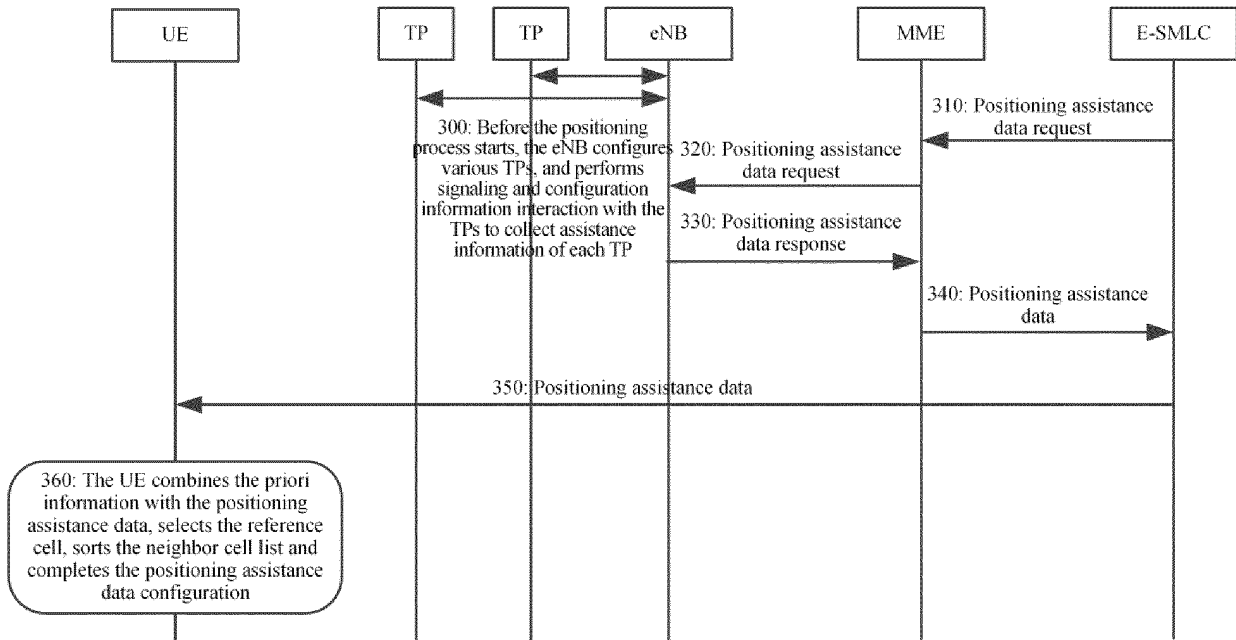 UE
TP
TP
eNB
MME
E-SMLC
300: Before the positioning
process starts, the eNB configures
various TPs, and performs
signaling and configuration
information interaction with the
TPs to collect assistance
information of each TP
310: Positioning assistance
data request
320: Positioning assistance
data request
330: Positioning assistance
data response
340: Positioning assistance
data
350: Positioning assistance data
360: The UE combines the priori
information with the positioning
assistance data, selects the reference
cell, sorts the neighbor cell list and
completes the positioning assistance
data configuration